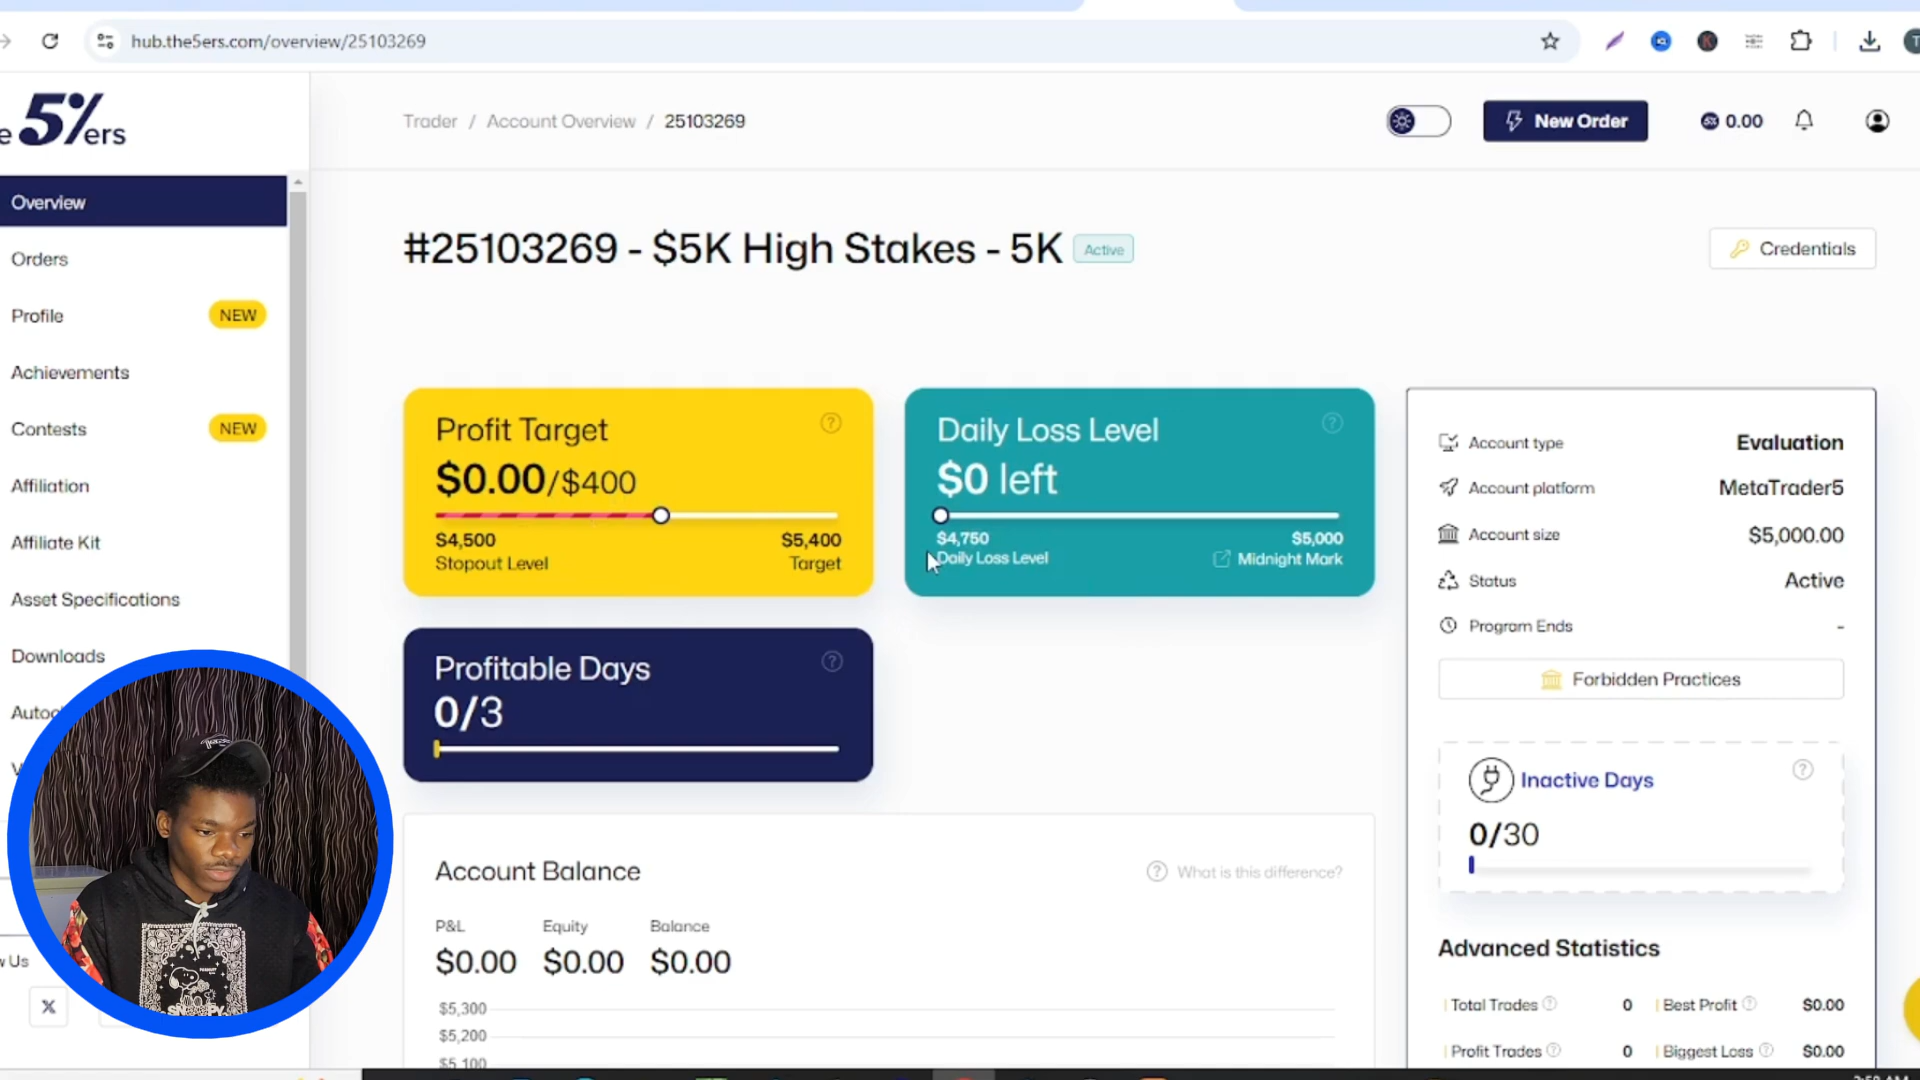 hub.the5ers.com/overview/25103269
e 5%ers
Trader / Account Overview / 25103269
New Order
0.00
Overview
Orders
Profile NEW
Achievements
Contests NEW
Affiliation
Affiliate Kit
Asset Specifications
Downloads
#25103269 - $5K High Stakes - 5K Active
Credentials
Profit Target
$0.00/$400
$4,500 $5,400
Stopout Level Target
Daily Loss Level
$0 left
$4,750 $5,000
Daily Loss Level Midnight Mark
Profitable Days
0/3
Account type Evaluation
Account platform MetaTrader5
Account size $5,000.00
Status Active
Program Ends -
Forbidden Practices
Inactive Days
0/30
Account Balance What is this difference?
P&L Equity Balance
$0.00 $0.00 $0.00
$5,300
$5,200
$5,100
Advanced Statistics
Total Trades 0 Best Profit $0.00
Profit Trades 0 Biggest Loss $0.00
w Us
X